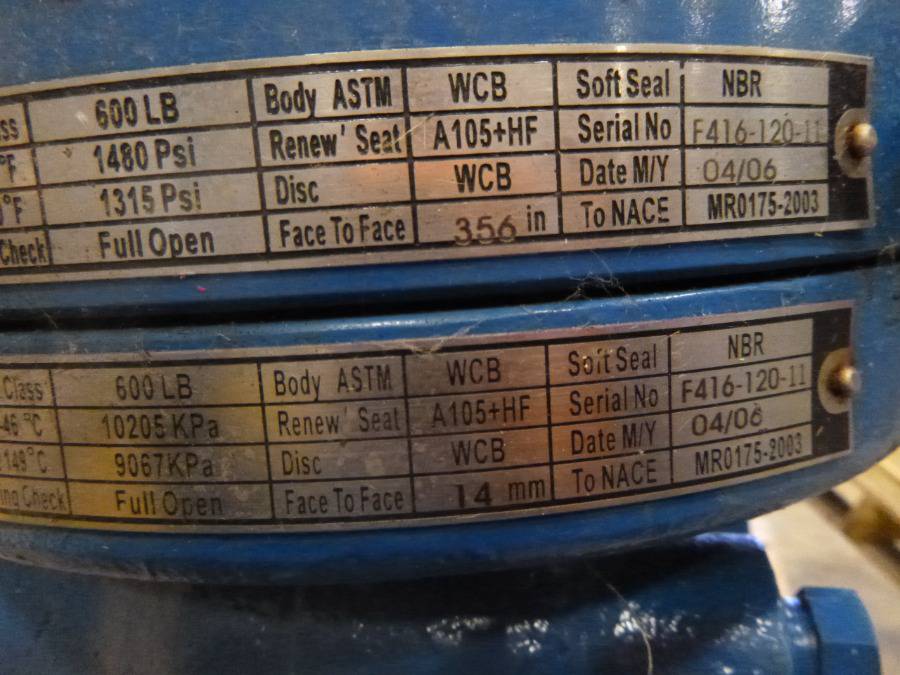 ss 600 LB Body ASTM WCB Soft Seal NBR
°F 1480 Psi Renew' Seat A105+HF Serial No F416-120-11
0°F 1315 Psi Disc WCB Date M/Y 04/06
Check Full Open Face To Face 356 in To NACE MR0175-2003
Class 600 LB Body ASTM WCB Soft Seal NBR
-46 °C 10205 KPa Renew' Seat A105+HF Serial No F416-120-11
149°C 9067KPa Disc WCB Date M/Y 04/06
ing Check Full Open Face To Face 14 mm To NACE MR0175-2003